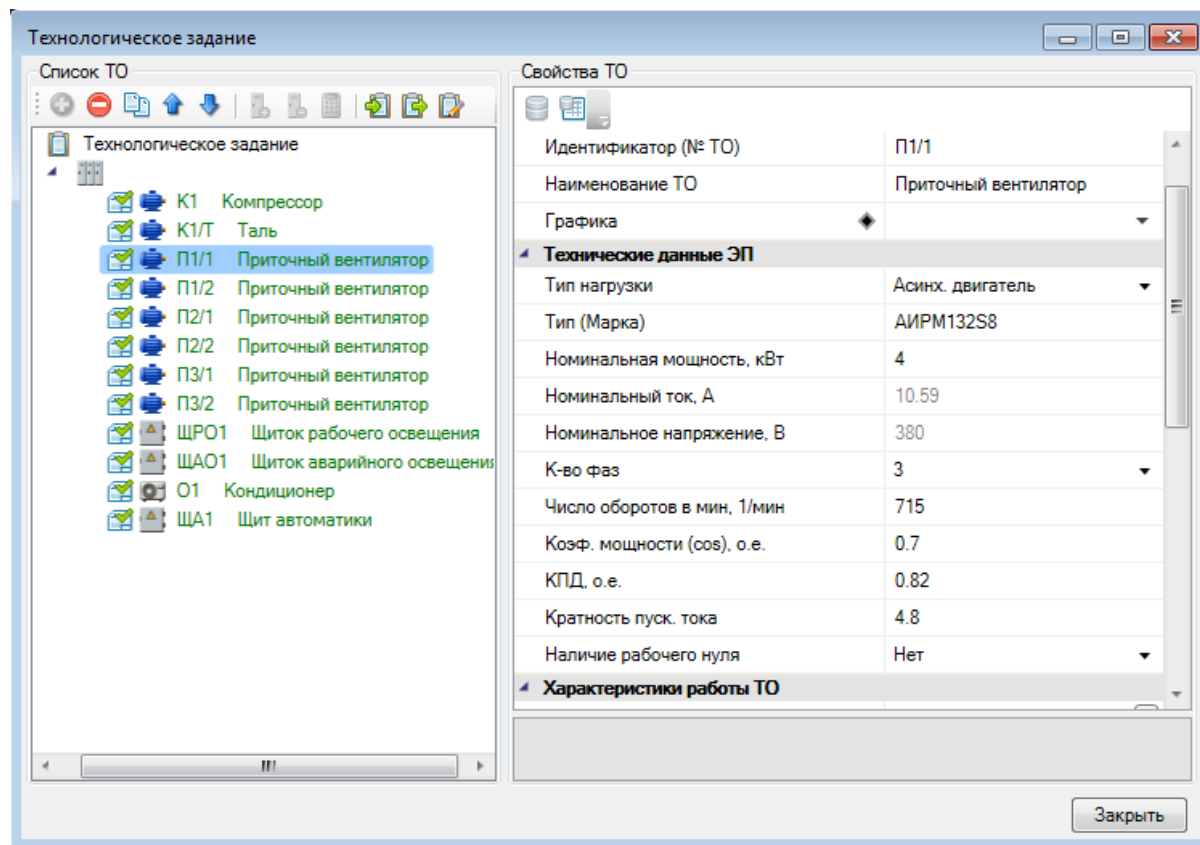 Технологическое задание
Список ТО
Технологическое задание
К1 Компрессор
К1/Т Таль
П1/1 Приточный вентилятор
П1/2 Приточный вентилятор
П2/1 Приточный вентилятор
П2/2 Приточный вентилятор
П3/1 Приточный вентилятор
П3/2 Приточный вентилятор
ЩРО1 Щиток рабочего освещения
ЩАО1 Щиток аварийного освещения
О1 Кондиционер
ЩА1 Щит автоматики
Свойства ТО
Идентификатор (№ ТО) П1/1
Наименование ТО Приточный вентилятор
Графика
Технические данные ЭП
Тип нагрузки Асинх. двигатель
Тип (Марка) АИРМ132S8
Номинальная мощность, кВт 4
Номинальный ток, А 10.59
Номинальное напряжение, В 380
К-во фаз 3
Число оборотов в мин, 1/мин 715
Коэф. мощности (cos), о.е. 0.7
КПД, о.е. 0.82
Кратность пуск. тока 4.8
Наличие рабочего нуля Нет
Характеристики работы ТО
Закрыть